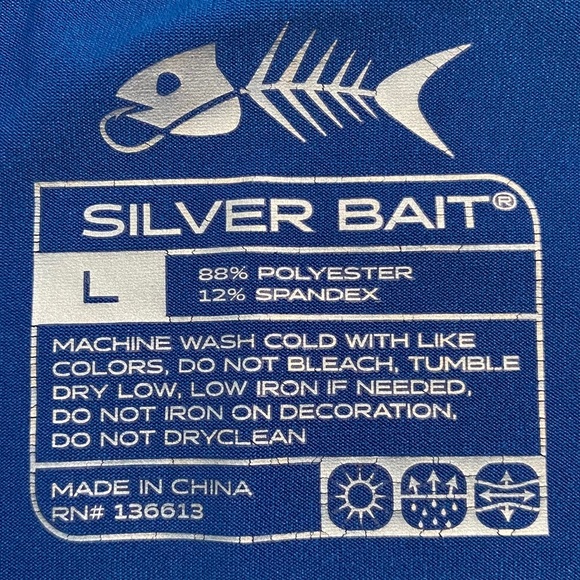 SILVER BAIT®
L
88% POLYESTER
12% SPANDEX
MACHINE WASH COLD WITH LIKE
COLORS, DO NOT BLEACH, TUMBLE
DRY LOW, LOW IRON IF NEEDED,
DO NOT IRON ON DECORATION,
DO NOT DRYCLEAN
MADE IN CHINA
RN# 136613